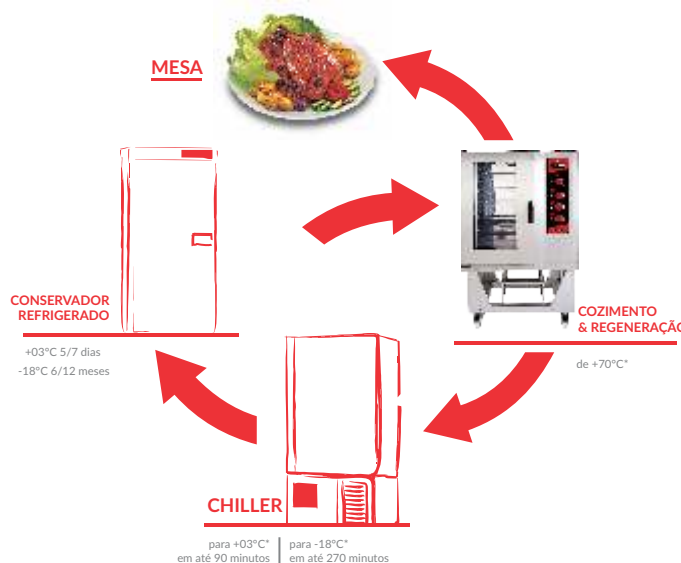 MESA
CONSERVADOR
REFRIGERADO
+03°C 5/7 dias
-18°C 6/12 meses
COZIMENTO
& REGENERAÇÃO
de +70°C*
CHILLER
para +03°C*
em até 90 minutos
para -18°C*
em até 270 minutos